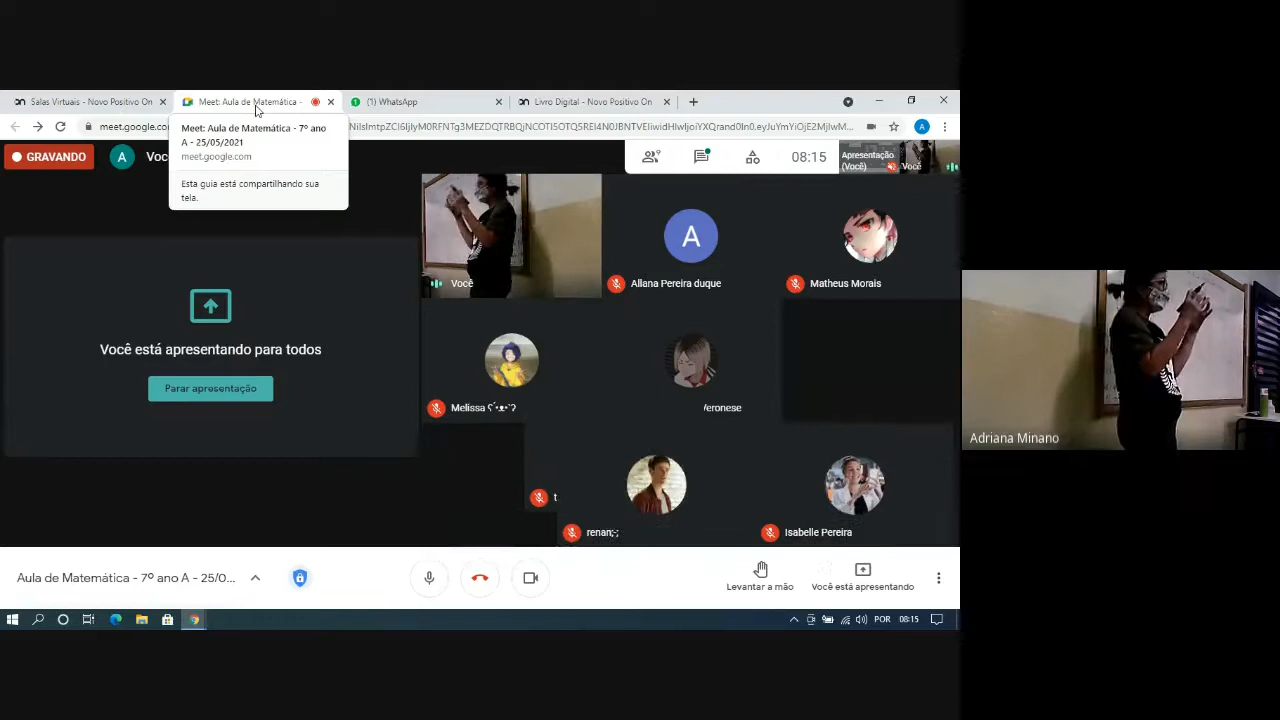 Salas Virtuais - Novo Positivo On
Meet: Aula de Matemática -
(1) WhatsApp
Livro Digital - Novo Positivo On
meet.google.co
Meet: Aula de Matemática - 7º ano
A - 25/05/2021
meet.google.com
Esta guia está compartilhando sua
tela.
A
GRAVANDO
A
Voc
08:15
Apresentação
(Você)
Você
Você
A
Allana Pereira duque
Matheus Morais
Você está apresentando para todos
Parar apresentação
Melissa ʕ´•ᴥ•`ʔ
Veronese
t
renan;-;
Isabelle Pereira
Adriana Minano
Aula de Matemática - 7º ano A - 25/0...
Levantar a mão
Você está apresentando
POR
08:15